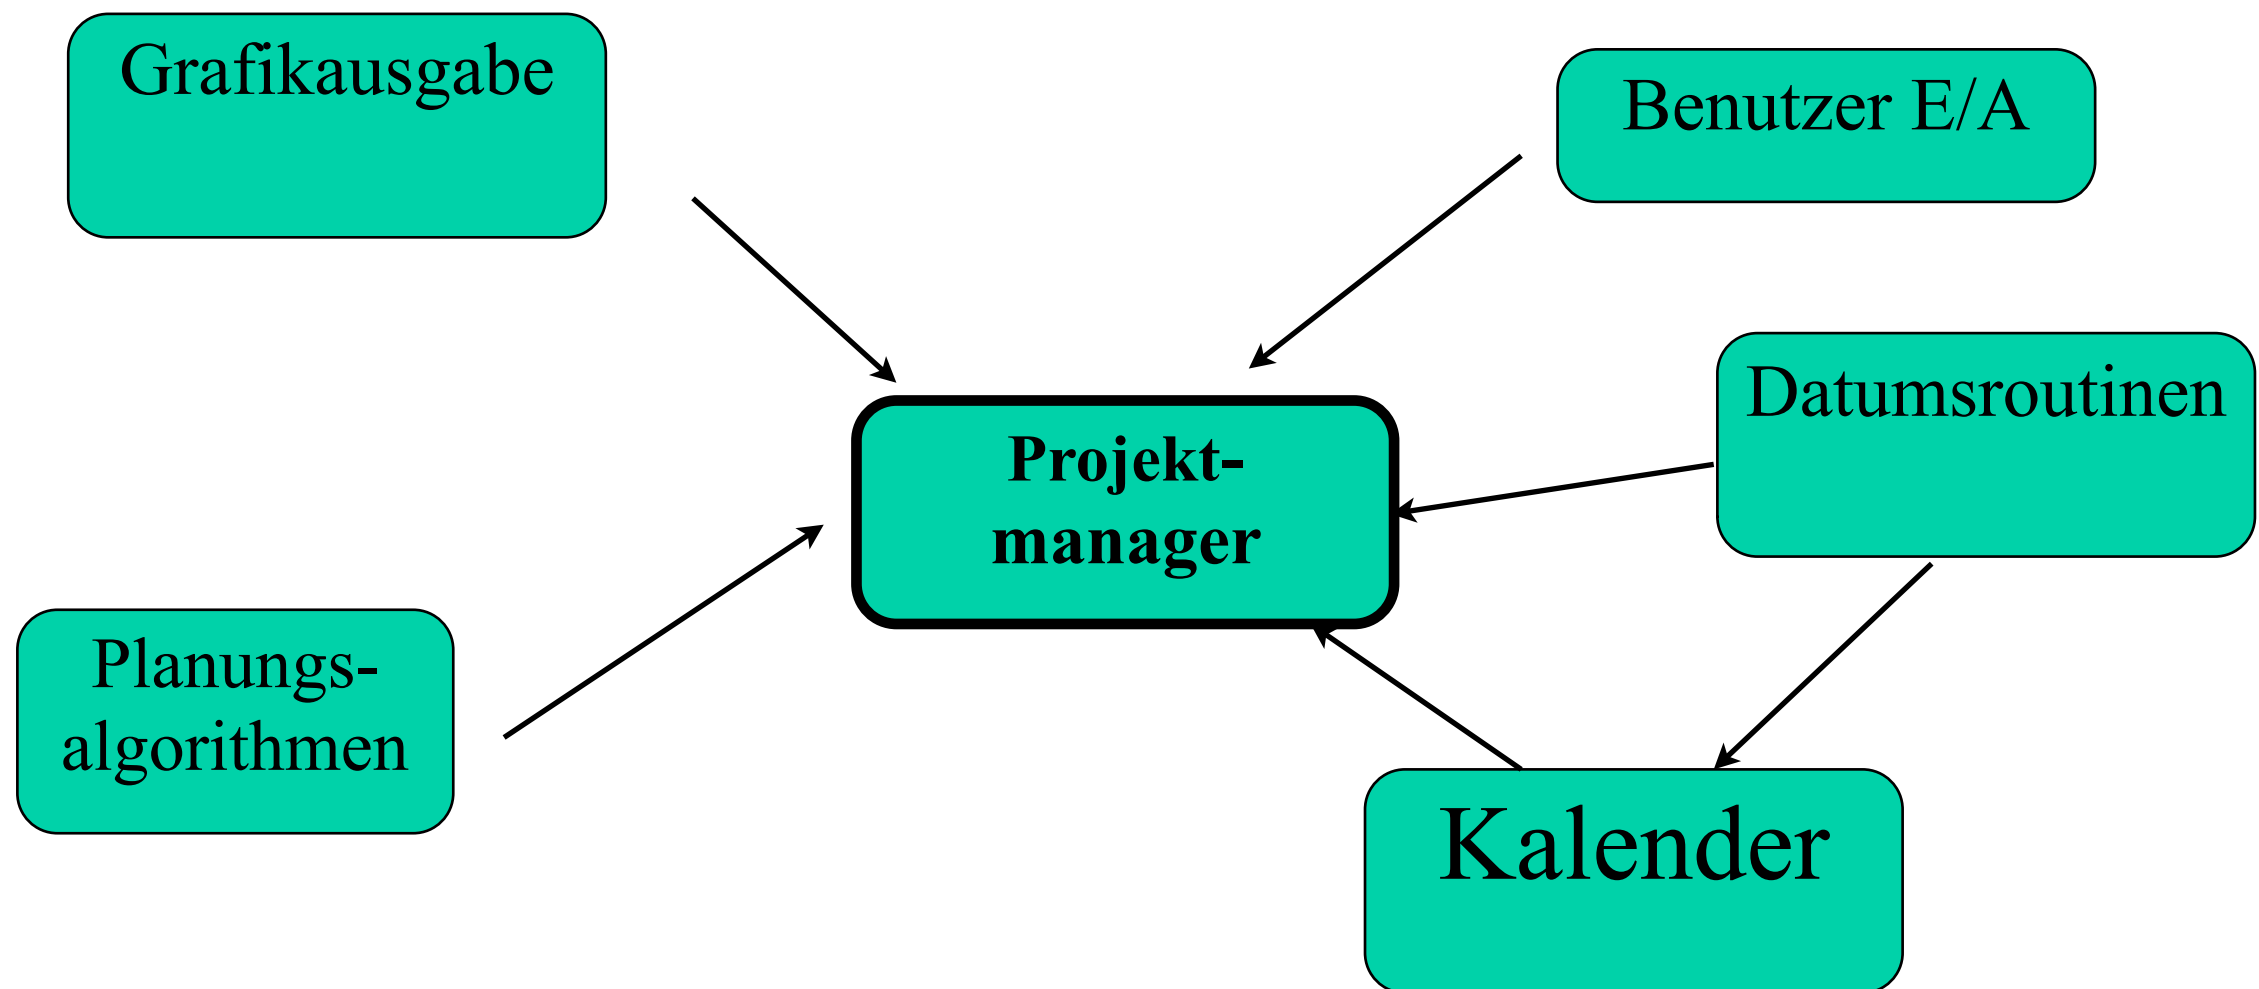 Grafikausgabe
Benutzer E/A
Datumsroutinen
Projekt-
manager
Planungs-
algorithmen
Kalender